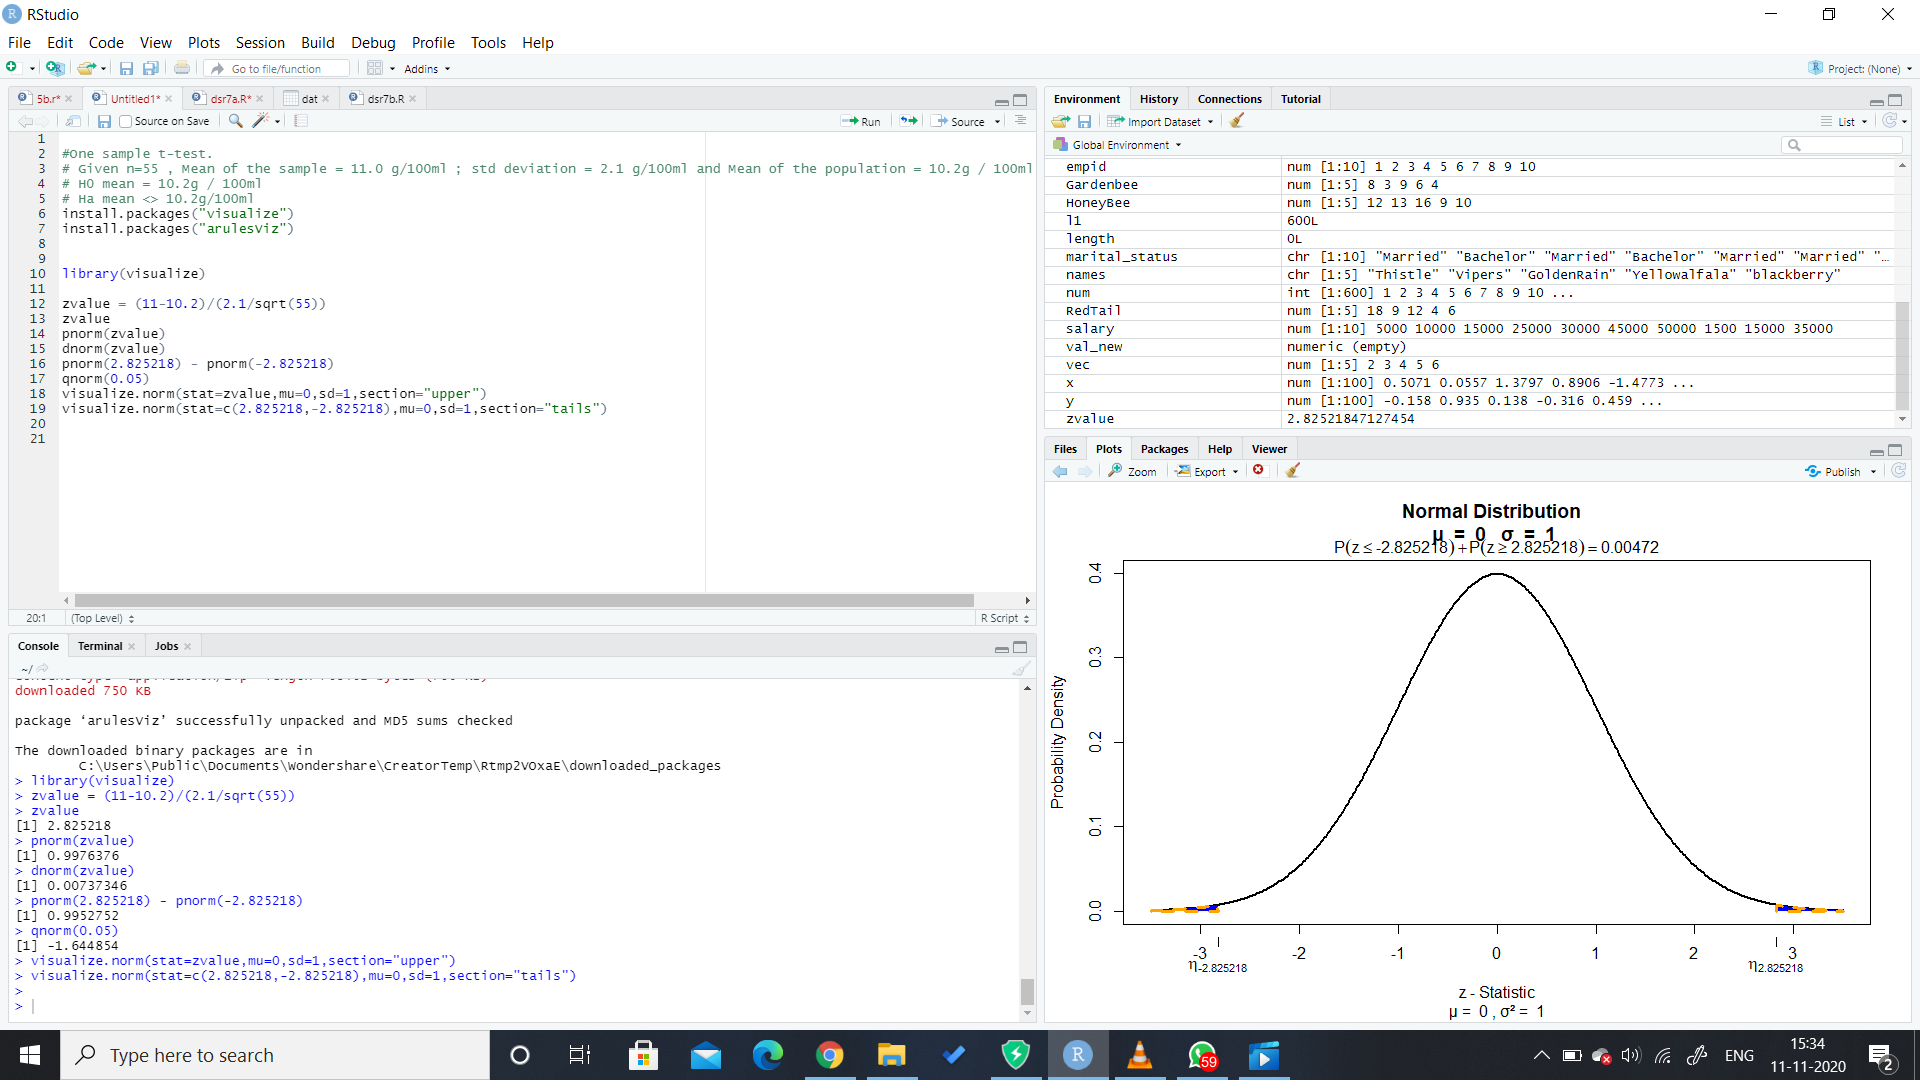 RStudio
File Edit Code View Plots Session Build Debug Profile Tools Help
Go to file/function Addins Project: (None)
5b.r* Untitled1* dsr7a.R* dat dsr7b.R
Source on Save Run Source
1
2 #One sample t-test.
3 # Given n=55 , Mean of the sample = 11.0 g/100ml ; std deviation = 2.1 g/100ml and Mean of the population = 10.2g / 100ml
4 # H0 mean = 10.2g / 100ml
5 # Ha mean <> 10.2g/100ml
6 install.packages("visualize")
7 install.packages("arulesViz")
8
9
10 library(visualize)
11
12 zvalue = (11-10.2)/(2.1/sqrt(55))
13 zvalue
14 pnorm(zvalue)
15 dnorm(zvalue)
16 pnorm(2.825218) - pnorm(-2.825218)
17 qnorm(0.05)
18 visualize.norm(stat=zvalue,mu=0,sd=1,section="upper")
19 visualize.norm(stat=c(2.825218,-2.825218),mu=0,sd=1,section="tails")
20
21
20:1 (Top Level) R Script
Console Terminal Jobs
~/
downloaded 750 KB
package ‘arulesViz’ successfully unpacked and MD5 sums checked
The downloaded binary packages are in
C:\Users\Public\Documents\Wondershare\CreatorTemp\Rtmp2VOxaE\downloaded_packages
> library(visualize)
> zvalue = (11-10.2)/(2.1/sqrt(55))
> zvalue
[1] 2.825218
> pnorm(zvalue)
[1] 0.9976376
> dnorm(zvalue)
[1] 0.00737346
> pnorm(2.825218) - pnorm(-2.825218)
[1] 0.9952752
> qnorm(0.05)
[1] -1.644854
> visualize.norm(stat=zvalue,mu=0,sd=1,section="upper")
> visualize.norm(stat=c(2.825218,-2.825218),mu=0,sd=1,section="tails")
>
>
Environment History Connections Tutorial
Import Dataset List
Global Environment
empid num [1:10] 1 2 3 4 5 6 7 8 9 10
Gardenbee num [1:5] 8 3 9 6 4
HoneyBee num [1:5] 12 13 16 9 10
l1 600L
length 0L
marital_status chr [1:10] "Married" "Bachelor" "Married" "Bachelor" "Married" "Married" "…
names chr [1:5] "Thistle" "Vipers" "GoldenRain" "Yellowalfala" "blackberry"
num int [1:600] 1 2 3 4 5 6 7 8 9 10 ...
RedTail num [1:5] 18 9 12 4 6
salary num [1:10] 5000 10000 15000 25000 30000 45000 50000 1500 15000 35000
val_new numeric (empty)
vec num [1:5] 2 3 4 5 6
x num [1:100] 0.5071 0.0557 1.3797 0.8906 -1.4773 ...
y num [1:100] -0.158 0.935 0.138 -0.316 0.459 ...
zvalue 2.82521847127454
Files Plots Packages Help Viewer
Zoom Export Publish
Normal Distribution
μ = 0 σ = 1
P(z ≤ -2.825218)+P(z ≥ 2.825218) = 0.00472
Probability Density
0.4
0.3
0.2
0.1
0.0
-3 -2 -1 0 1 2 3
η-2.825218 η2.825218
z - Statistic
μ = 0 , σ² = 1
Type here to search
59
ENG
15:34
11-11-2020
2